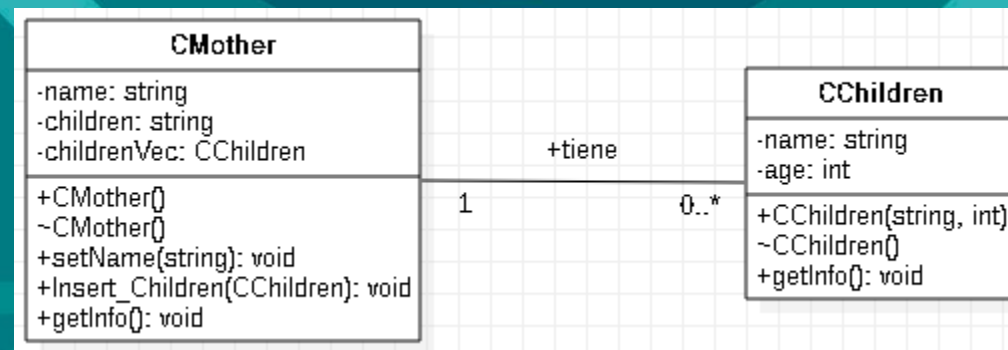 CMother
-name: string
-children: string
-childrenVec: CChildren
+CMother()
~CMother()
+setName(string): void
+Insert_Children(CChildren): void
+getInfo(): void
+tiene
1
0..*
CChildren
-name: string
-age: int
+CChildren(string, int)
~CChildren()
+getInfo(): void